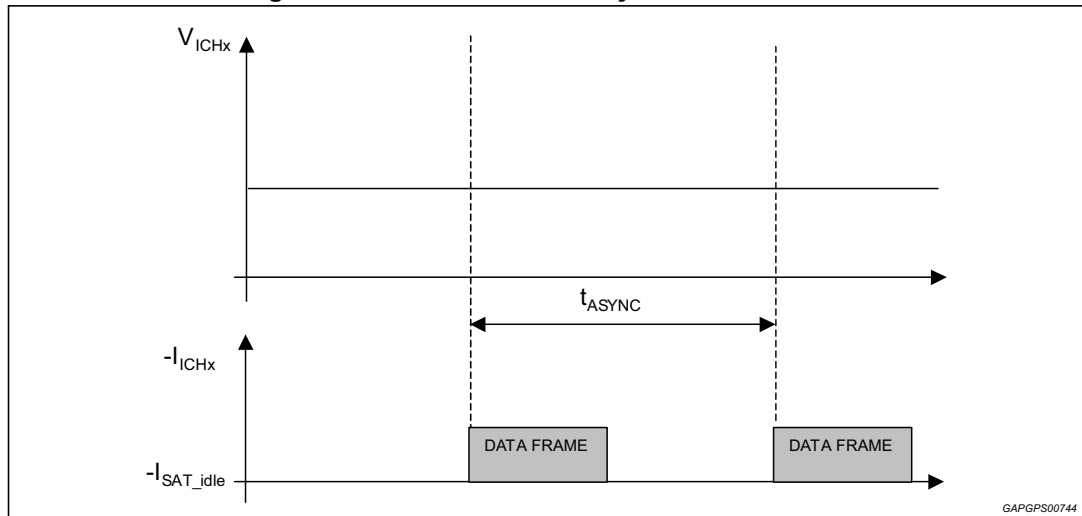 V_ICHx
t_ASYNC
-I_ICHx
DATA FRAME DATA FRAME
-I_SAT_idle
GAPGPS00744